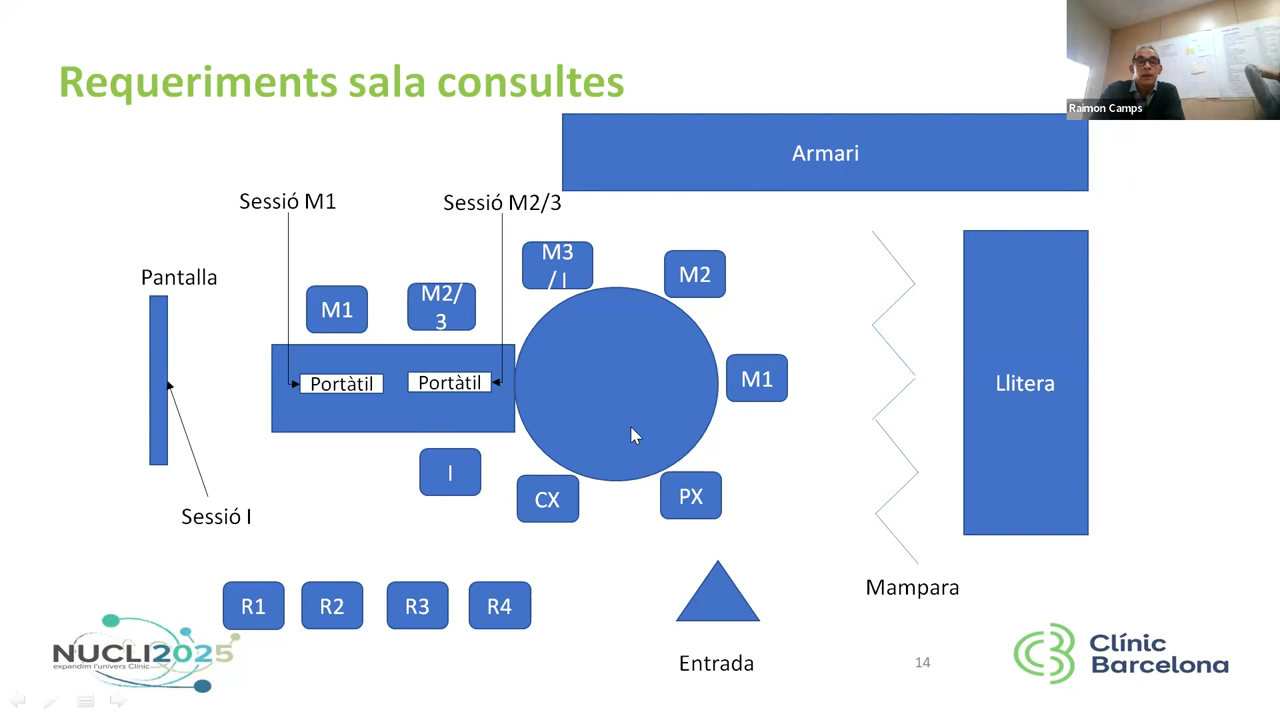 Requeriments sala consultes
Raimon Camps
Armari
Sessió M1
Sessió M2/3
M3
/ I
M2
Pantalla
M1
M2/
3
Portàtil
Portàtil
M1
Llitera
I
CX
PX
Sessió I
Mampara
R1
R2
R3
R4
Entrada
NUCLI2025
expandim l'univers Clínic
14
Clínic
Barcelona